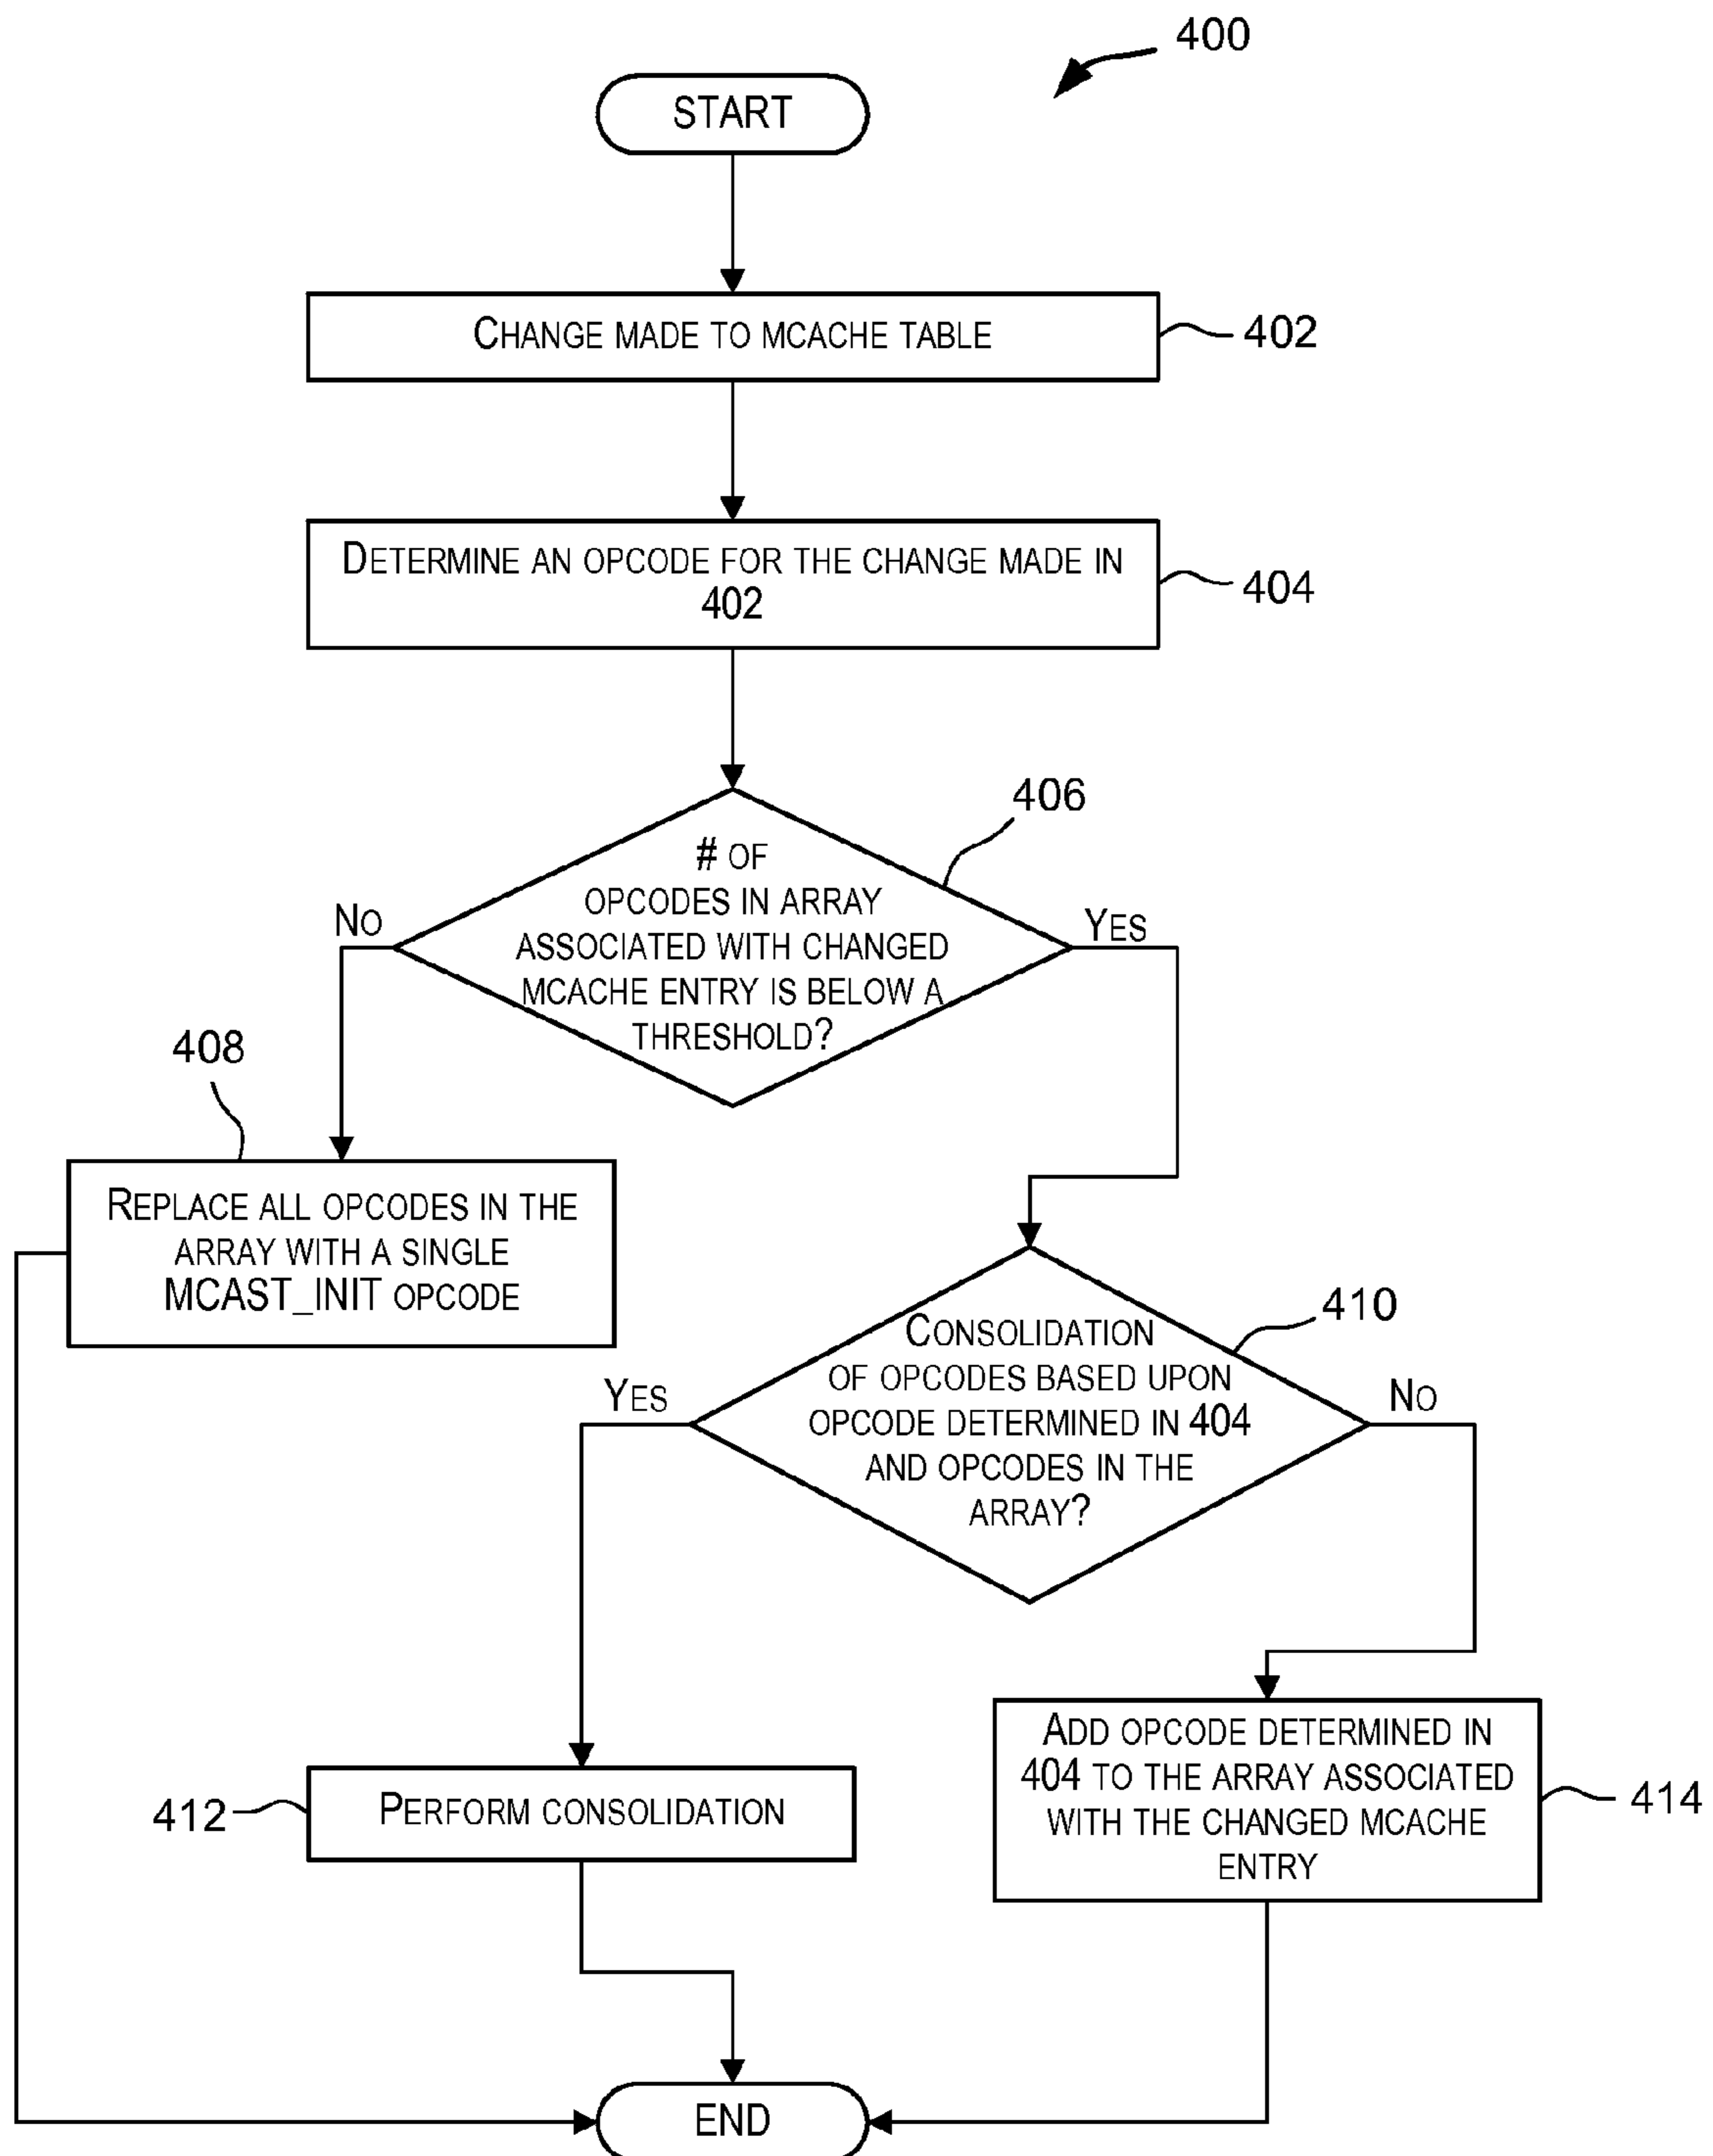 400
START
CHANGE MADE TO MCACHE TABLE
402
DETERMINE AN OPCODE FOR THE CHANGE MADE IN
402
404
406
# OF
OPCODES IN ARRAY
ASSOCIATED WITH CHANGED
MCACHE ENTRY IS BELOW A
THRESHOLD?
NO
YES
408
REPLACE ALL OPCODES IN THE
ARRAY WITH A SINGLE
MCAST_INIT OPCODE
410
CONSOLIDATION
OF OPCODES BASED UPON
OPCODE DETERMINED IN 404
AND OPCODES IN THE
ARRAY?
YES
NO
412
PERFORM CONSOLIDATION
ADD OPCODE DETERMINED IN
404 TO THE ARRAY ASSOCIATED
WITH THE CHANGED MCACHE
ENTRY
414
END